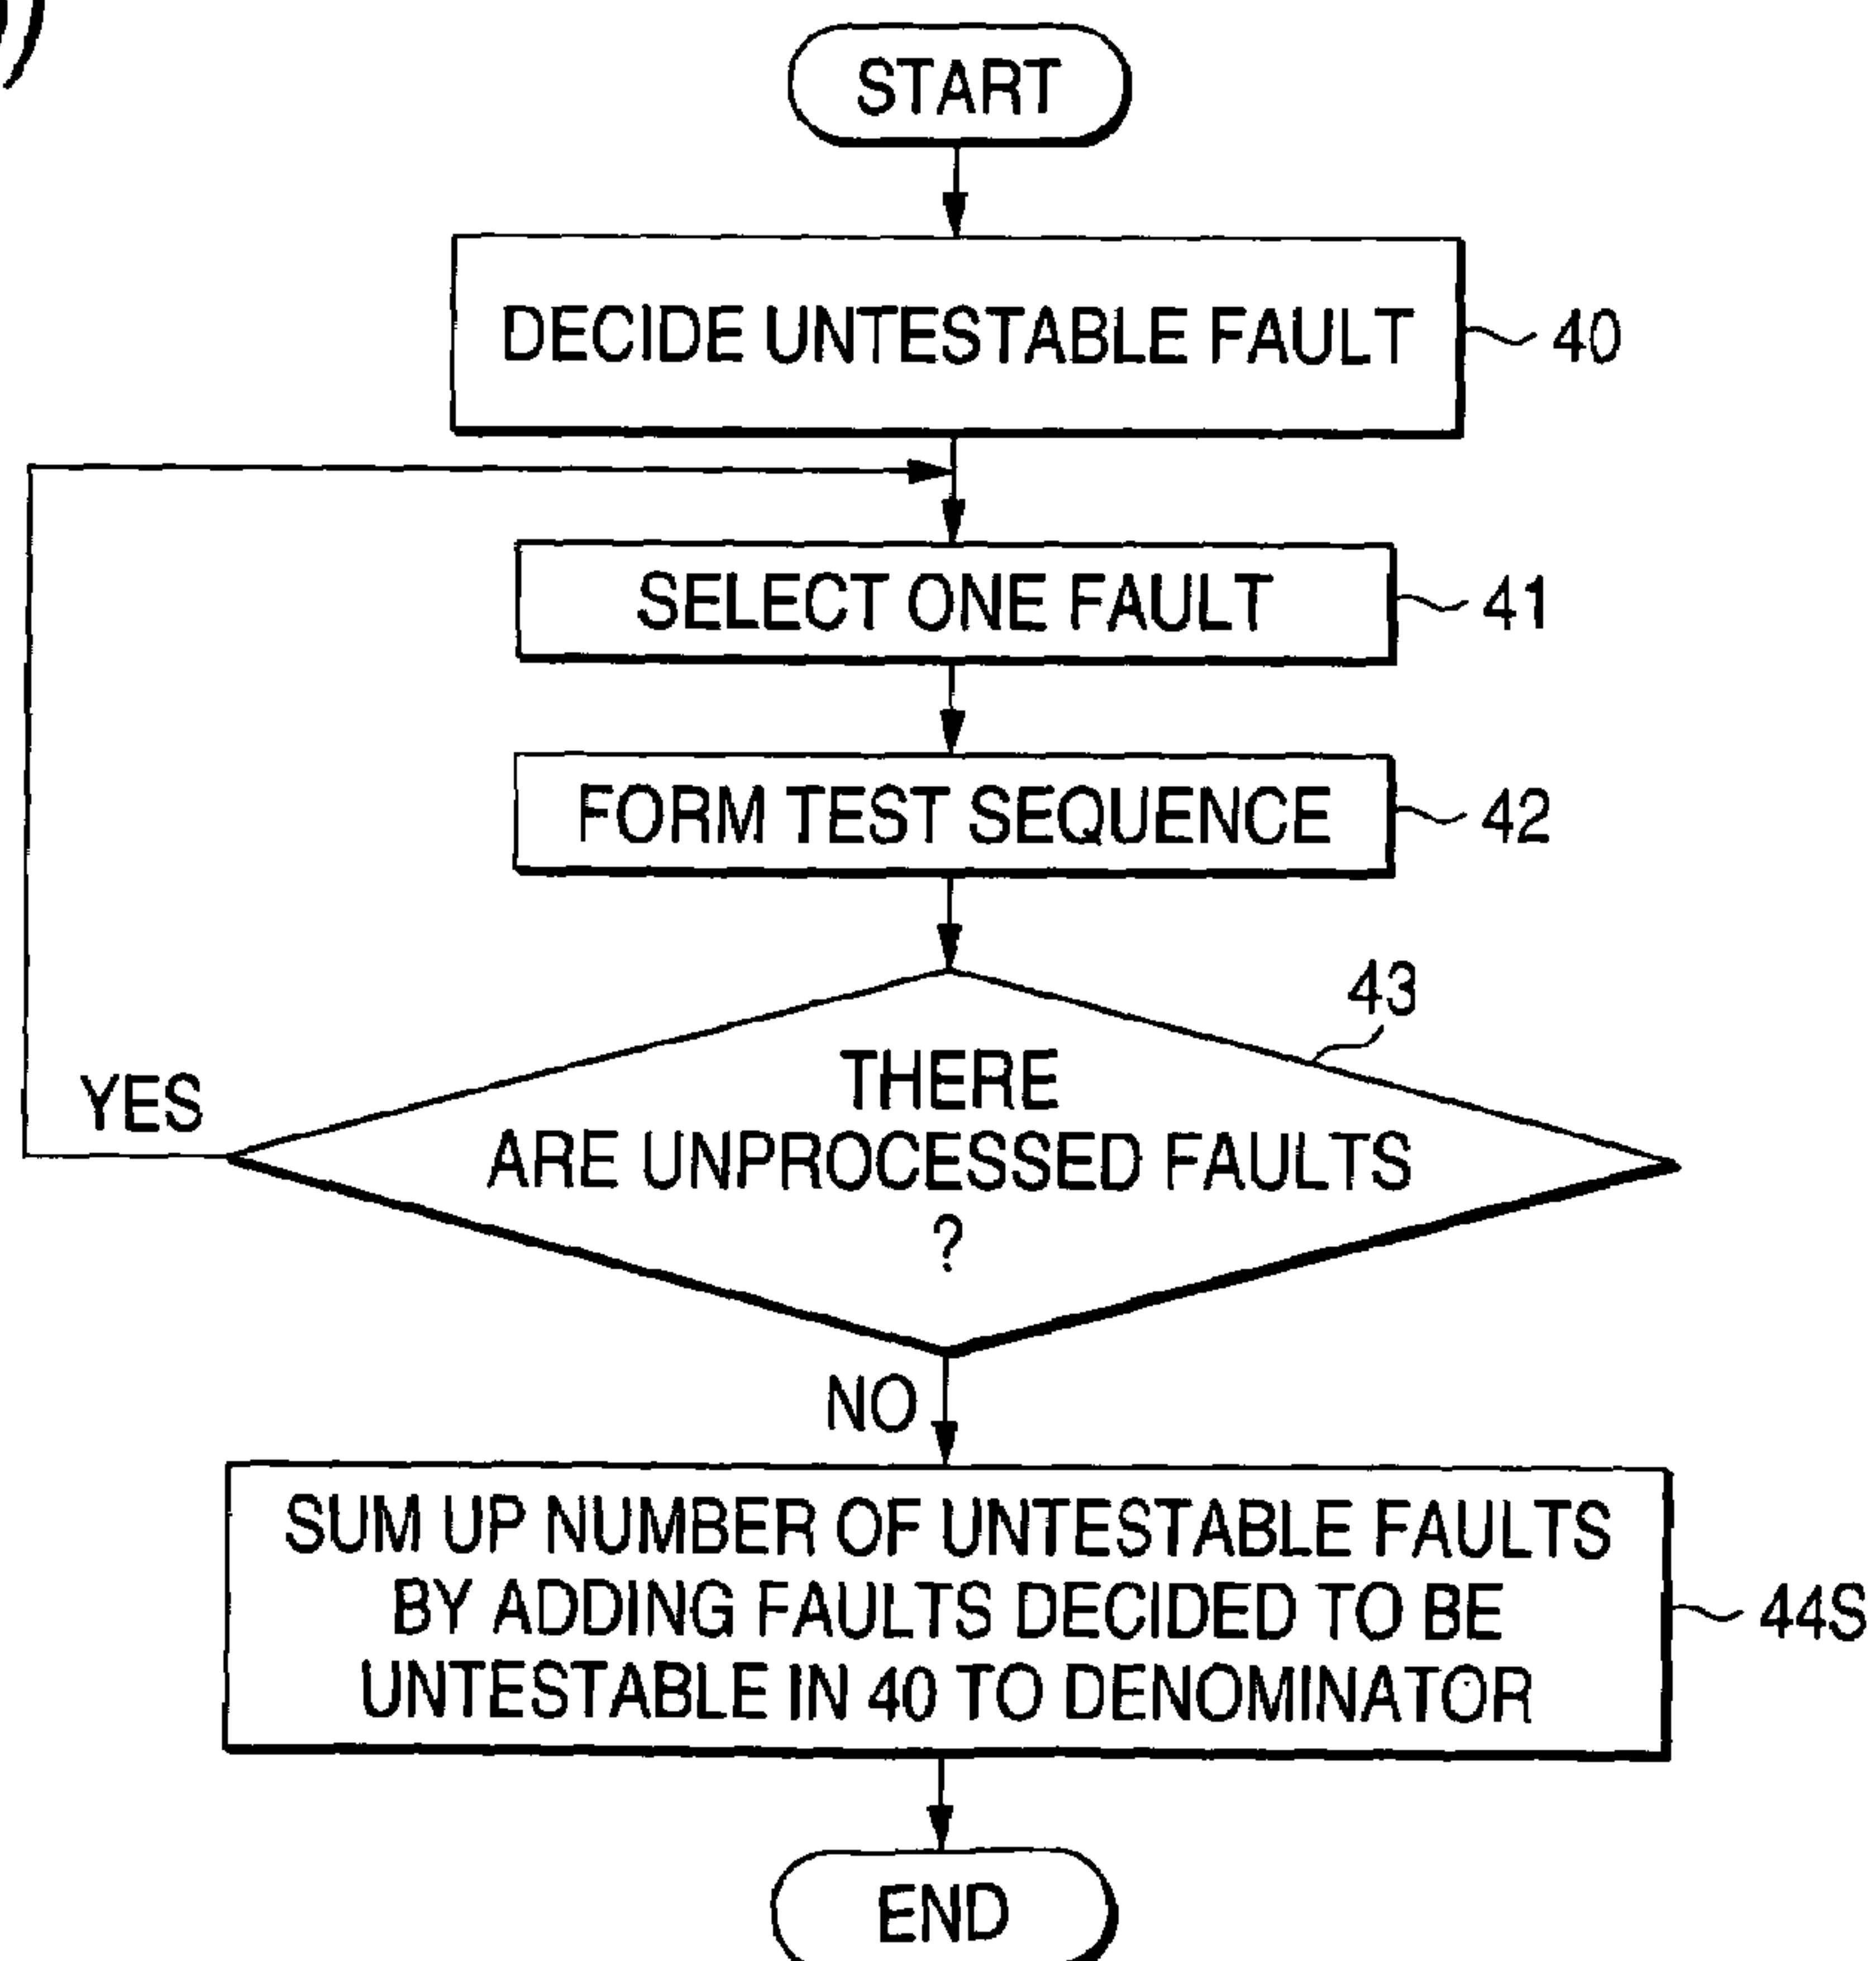 )
START
DECIDE UNTESTABLE FAULT
40
SELECT ONE FAULT
41
FORM TEST SEQUENCE
42
43
THERE
ARE UNPROCESSED FAULTS
?
YES
NO
SUM UP NUMBER OF UNTESTABLE FAULTS
BY ADDING FAULTS DECIDED TO BE
UNTESTABLE IN 40 TO DENOMINATOR
44S
END